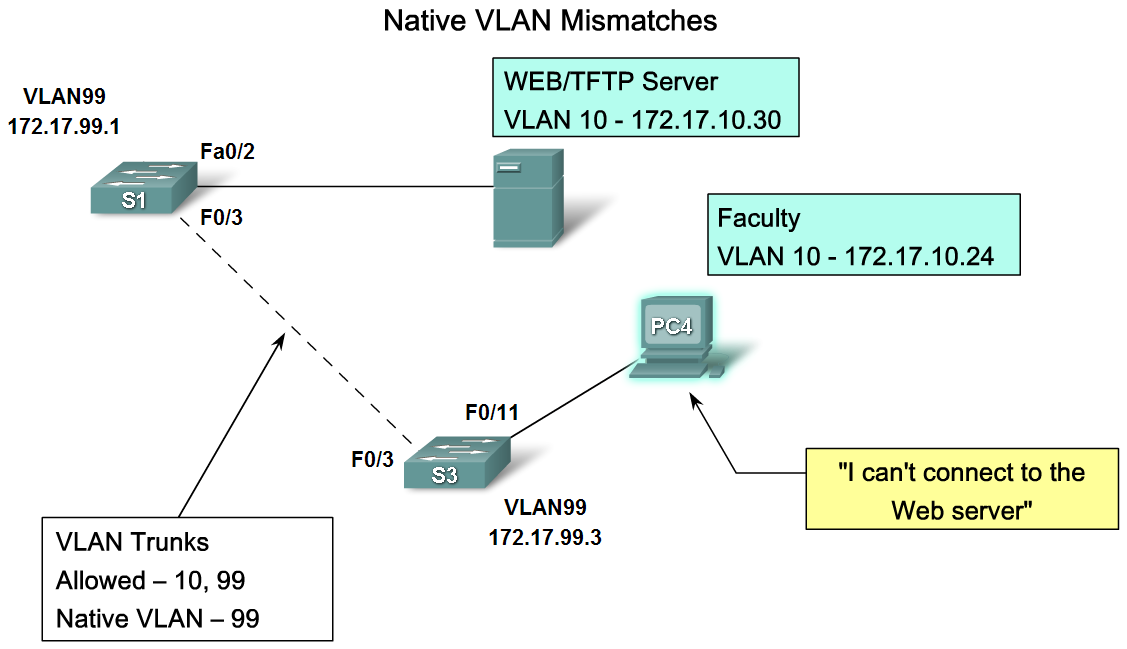 Native VLAN Mismatches
VLAN99
172.17.99.1
WEB/TFTP Server
VLAN 10 - 172.17.10.30
Fa0/2
S1
F0/3
Faculty
VLAN 10 - 172.17.10.24
PC4
F0/11
F0/3
S3
VLAN99
172.17.99.3
"I can't connect to the
Web server"
VLAN Trunks
Allowed – 10, 99
Native VLAN – 99